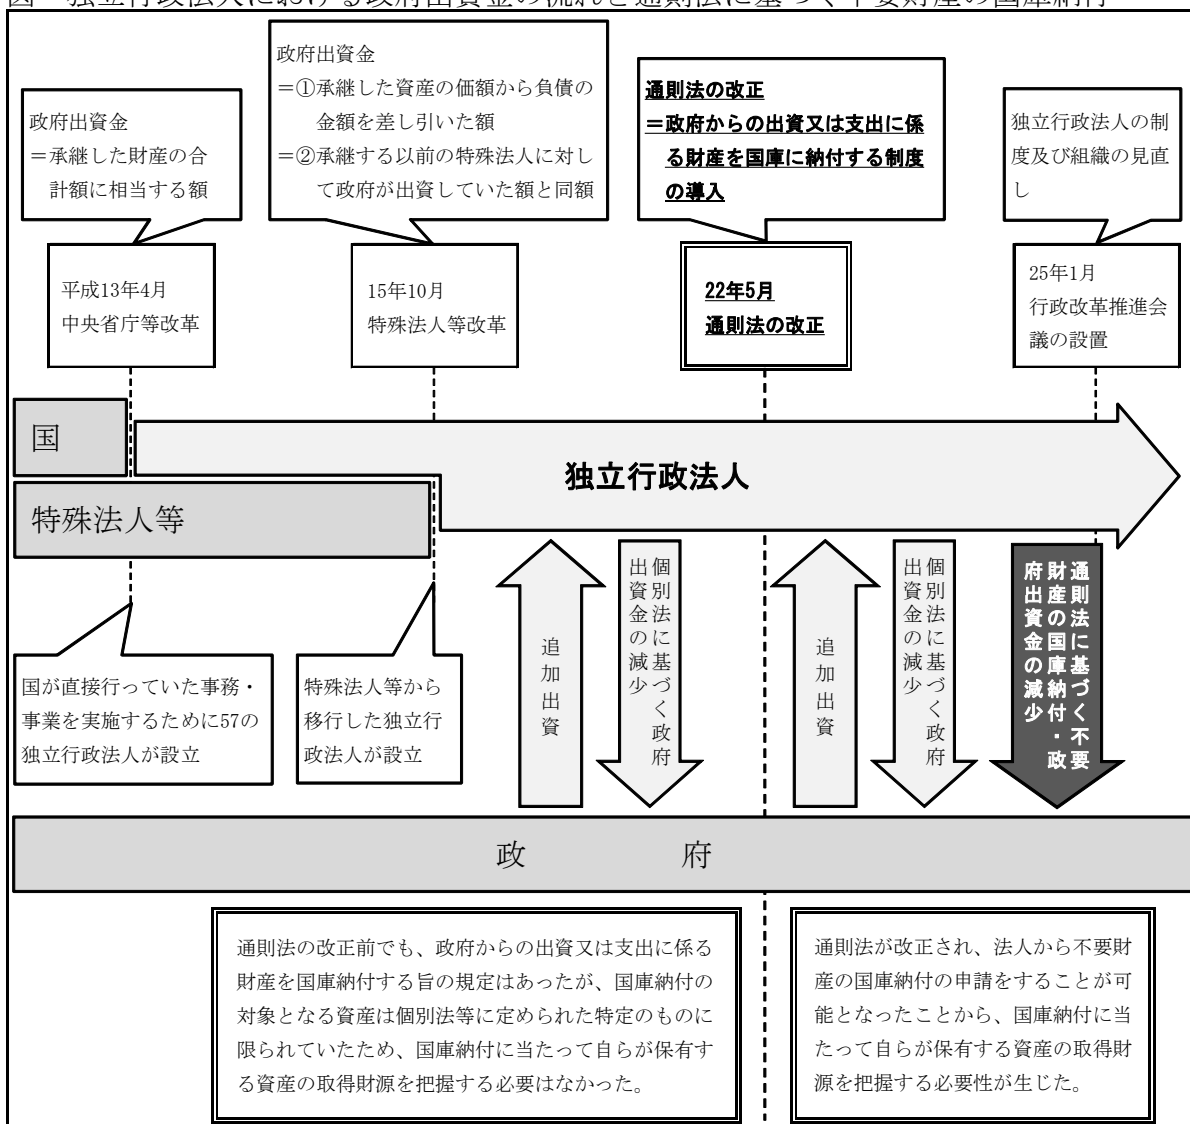 図 独立行政法人における政府出資金の流れと通則法に基づく不要財産の国庫納付
政府出資金
＝承継した財産の合
計額に相当する額
政府出資金
＝①承継した資産の価額から負債の
金額を差し引いた額
＝②承継する以前の特殊法人に対し
て政府が出資していた額と同額
通則法の改正
＝政府からの出資又は支出に係
る財産を国庫に納付する制度
の導入
独立行政法人の制
度及び組織の見直
し
平成13年4月
中央省庁等改革
15年10月
特殊法人等改革
22年5月
通則法の改正
25年1月
行政改革推進会
議の設置
国
独立行政法人
特殊法人等
国が直接行っていた事務・
事業を実施するために57の
独立行政法人が設立
特殊法人等から
移行した独立行
政法人が設立
追加出資
個別法に基づく政府
出資金の減少
追加出資
個別法に基づく政府
出資金の減少
通則法に基づく不要
財産の国庫納付・政
府出資金の減少
政府
通則法の改正前でも、政府からの出資又は支出に係る
財産を国庫納付する旨の規定はあったが、国庫納付の
対象となる資産は個別法等に定められた特定のものに
限られていたため、国庫納付に当たって自らが保有す
る資産の取得財源を把握する必要はなかった。
通則法が改正され、法人から不要財
産の国庫納付の申請をすることが可
能となったことから、国庫納付に当
たって自らが保有する資産の取得財
源を把握する必要性が生じた。